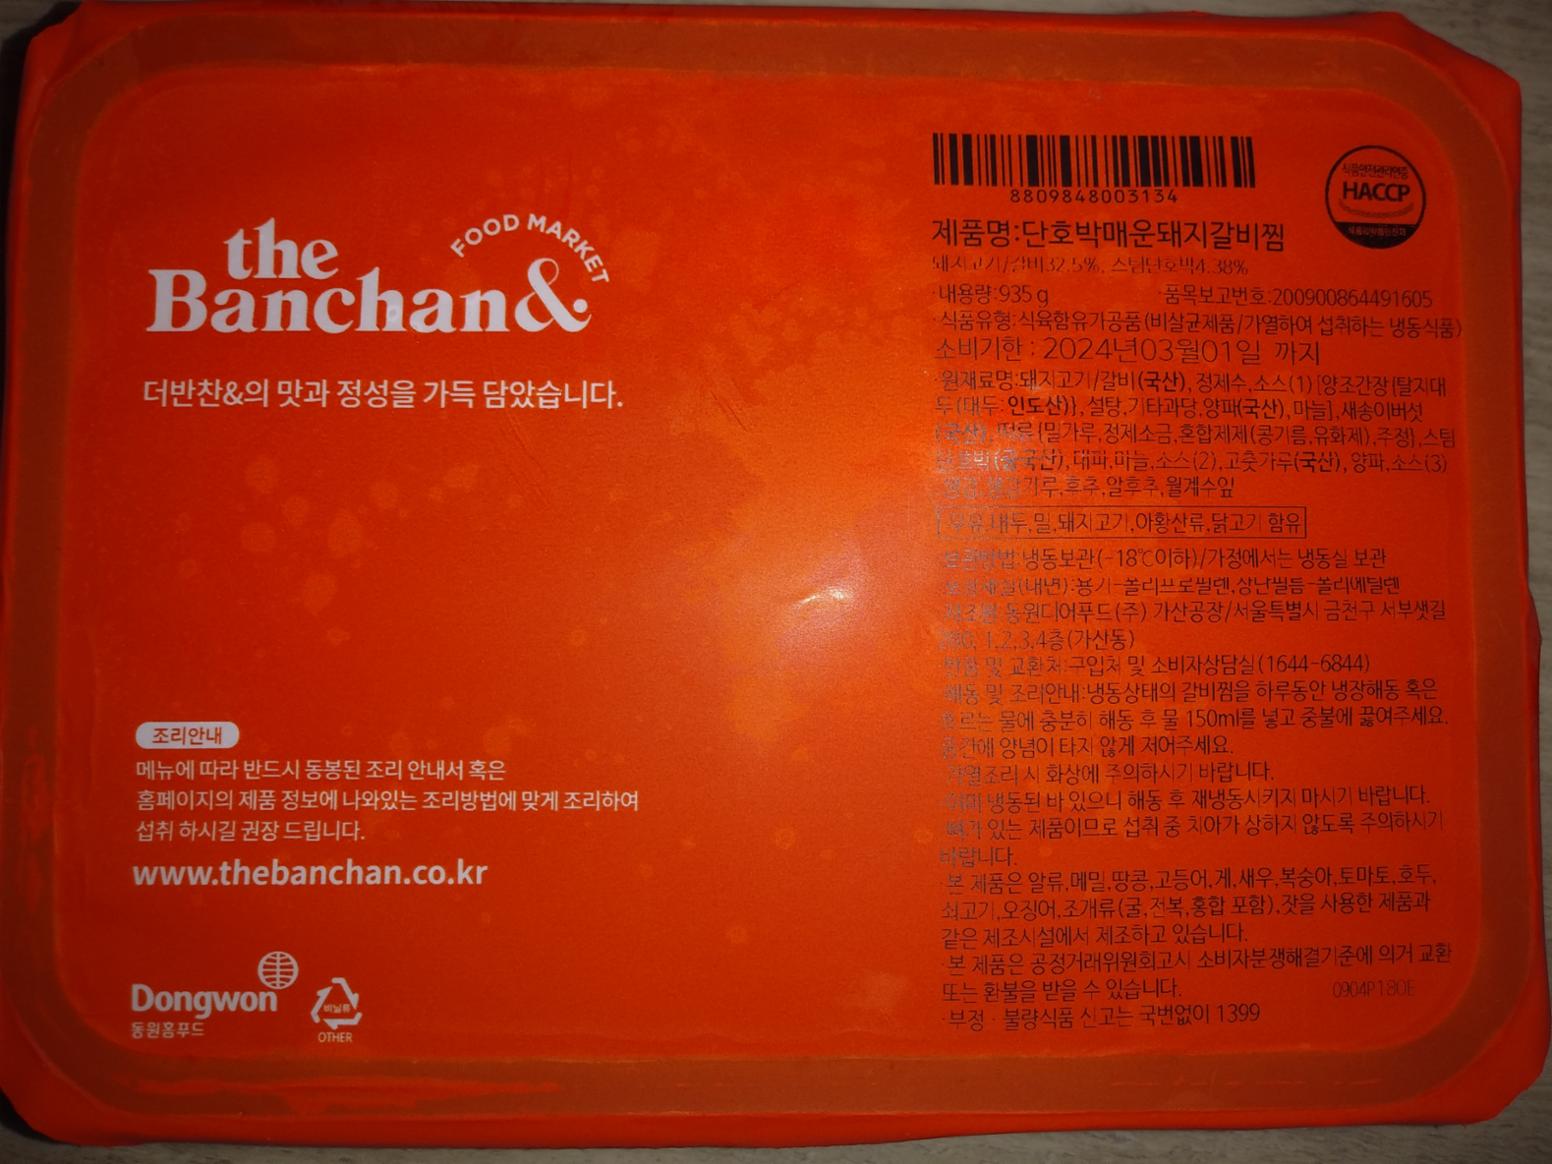 the
Banchan&
FOOD MARKET
더반찬&의 맛과 정성을 가득 담았습니다.
조리안내
메뉴에 따라 반드시 동봉된 조리 안내서 혹은
홈페이지의 제품 정보에 나와있는 조리방법에 맞게 조리하여
섭취 하시길 권장 드립니다.
www.thebanchan.co.kr
Dongwon
동원홈푸드
비닐류
OTHER
8809848003134
식품안전관리인증
HACCP
제품명:단호박매운돼지갈비찜
돼지고기/갈비32.5%, 스팀단호박4.38%
·내용량:935g ·품목보고번호:200900864491605
·식품유형:식육함유가공품(비살균제품/가열하여 섭취하는 냉동식품)
소비기한 : 2024년03월01일 까지
·원재료명:돼지고기/갈비(국산), 정제수,소스(1) [양조간장{탈지대
두(대두: 인도산)}, 설탕,기타과당,양파(국산), 마늘],새송이버섯
(국산), 떡류{밀가루,정제소금,혼합제제(콩기름,유화제),주정}, 스팀
단호박(중국산), 대파,마늘,소스(2),고춧가루(국산), 양파,소스(3)
후추,알후추,월계수잎
우유,대두,밀,돼지고기,아황산류,닭고기 함유
·보관방법:냉동보관(-18℃이하)/가정에서는 냉동실 보관
포장재질(내면):용기-폴리프로필렌,상단필름-폴리에틸렌
·제조원:동원디어푸드(주) 가산공장/서울특별시 금천구 서부샛길
1,2,3,4층(가산동)
·반품 및 교환처:구입처 및 소비자상담실(1644-6844)
·해동 및 조리안내:냉동상태의 갈비찜을 하루동안 냉장해동 혹은
흐르는 물에 충분히 해동 후 물 150ml를 넣고 중불에 끓여주세요.
중간에 양념이 타지 않게 저어주세요.
·가열조리 시 화상에 주의하시기 바랍니다.
·이미 냉동된 바 있으니 해동 후 재냉동시키지 마시기 바랍니다.
·뼈가 있는 제품이므로 섭취 중 치아가 상하지 않도록 주의하시기
바랍니다.
·본 제품은 알류,메밀,땅콩,고등어,게,새우,복숭아,토마토,호두,
쇠고기,오징어,조개류(굴,전복,홍합 포함),잣을 사용한 제품과
같은 제조시설에서 제조하고 있습니다.
·본 제품은 공정거래위원회고시 소비자분쟁해결기준에 의거 교환
또는 환불을 받을 수 있습니다. 0904P180E
·부정 · 불량식품 신고는 국번없이 1399